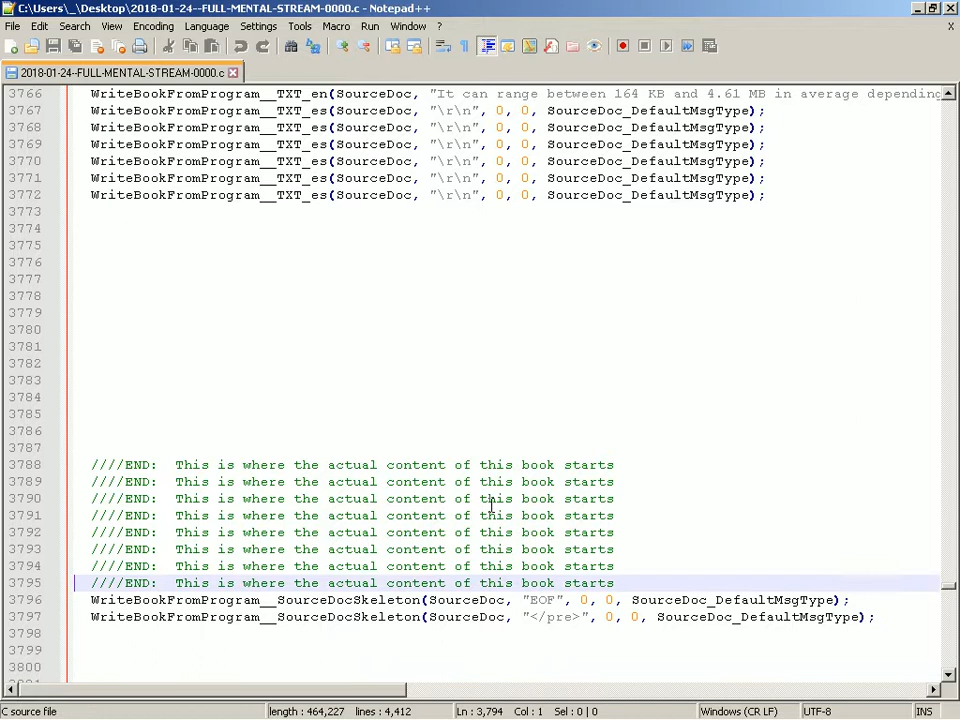 C:\Users\_\Desktop\2018-01-24--FULL-MENTAL-STREAM-0000.c - Notepad++
File Edit Search View Encoding Language Settings Tools Macro Run Window ? X
2018-01-24--FULL-MENTAL-STREAM-0000.c
3766 WriteBookFromProgram__TXT_en(SourceDoc, "It can range between 164 KB and 4.61 MB in average depending
3767 WriteBookFromProgram__TXT_es(SourceDoc, "\r\n", 0, 0, SourceDoc_DefaultMsgType);
3768 WriteBookFromProgram__TXT_es(SourceDoc, "\r\n", 0, 0, SourceDoc_DefaultMsgType);
3769 WriteBookFromProgram__TXT_es(SourceDoc, "\r\n", 0, 0, SourceDoc_DefaultMsgType);
3770 WriteBookFromProgram__TXT_es(SourceDoc, "\r\n", 0, 0, SourceDoc_DefaultMsgType);
3771 WriteBookFromProgram__TXT_es(SourceDoc, "\r\n", 0, 0, SourceDoc_DefaultMsgType);
3772 WriteBookFromProgram__TXT_es(SourceDoc, "\r\n", 0, 0, SourceDoc_DefaultMsgType);
3773
3774
3775
3776
3777
3778
3779
3780
3781
3782
3783
3784
3785
3786
3787
3788 ////END:  This is where the actual content of this book starts
3789 ////END:  This is where the actual content of this book starts
3790 ////END:  This is where the actual content of this book starts
3791 ////END:  This is where the actual content of this book starts
3792 ////END:  This is where the actual content of this book starts
3793 ////END:  This is where the actual content of this book starts
3794 ////END:  This is where the actual content of this book starts
3795 ////END:  This is where the actual content of this book starts
3796 WriteBookFromProgram__SourceDocSkeleton(SourceDoc, "EOF", 0, 0, SourceDoc_DefaultMsgType);
3797 WriteBookFromProgram__SourceDocSkeleton(SourceDoc, "</pre>", 0, 0, SourceDoc_DefaultMsgType);
3798
3799
3800
C source file length : 464,227 lines : 4,412 Ln : 3,794 Col : 1 Sel : 0 | 0 Windows (CR LF) UTF-8 INS